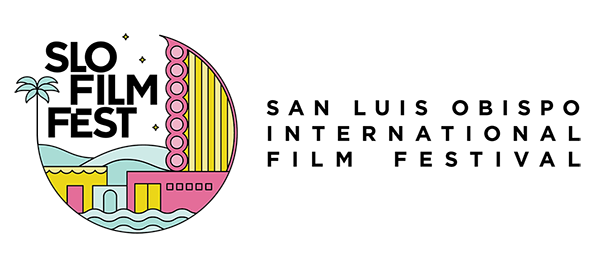 SLO
FILM
FEST
SAN LUIS OBISPO
INTERNATIONAL
FILM FESTIVAL